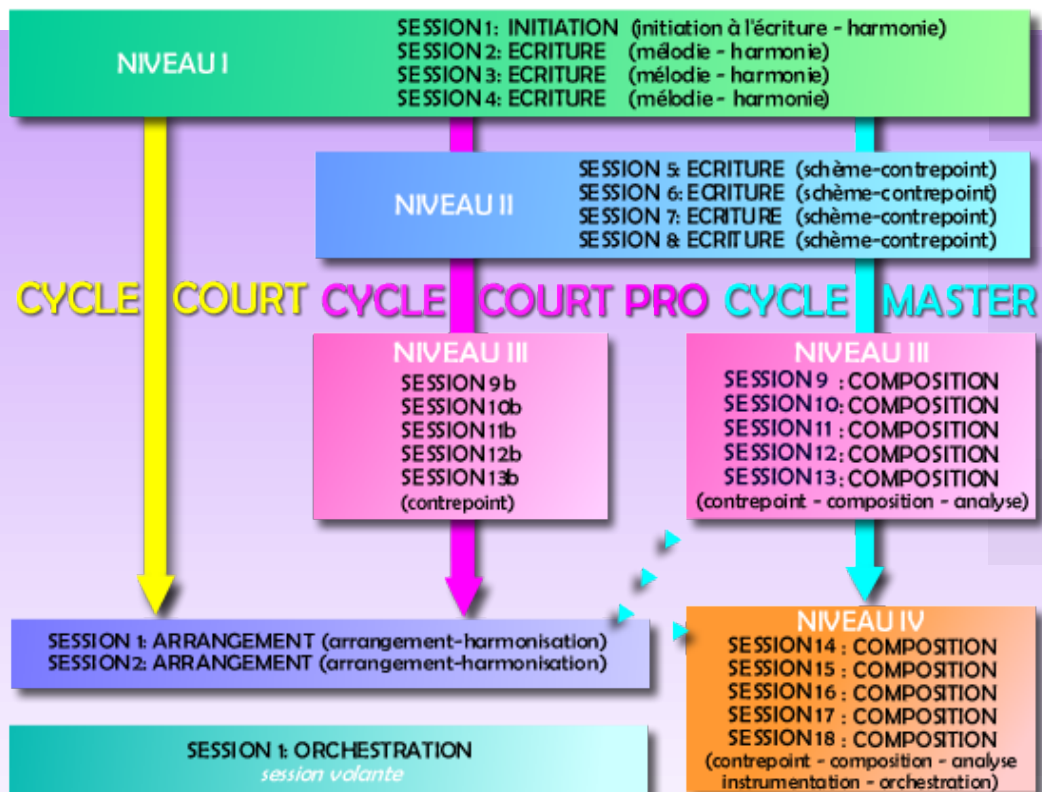 NIVEAU I
SESSION 1: INITIATION (initiation à l'écriture - harmonie)
SESSION 2: ECRITURE (mélodie - harmonie)
SESSION 3: ECRITURE (mélodie - harmonie)
SESSION 4: ECRITURE (mélodie - harmonie)
NIVEAU II
SESSION 5: ECRITURE (schème-contrepoint)
SESSION 6: ECRITURE (schème-contrepoint)
SESSION 7: ECRITURE (schème-contrepoint)
SESSION 8: ECRITURE (schème-contrepoint)
CYCLE COURT
CYCLE COURT PRO
CYCLE MASTER
NIVEAU III
SESSION 9b
SESSION 10b
SESSION 11b
SESSION 12b
SESSION 13b
(contrepoint)
NIVEAU III
SESSION 9 : COMPOSITION
SESSION 10: COMPOSITION
SESSION 11 : COMPOSITION
SESSION 12: COMPOSITION
SESSION 13: COMPOSITION
(contrepoint - composition - analyse)
SESSION 1: ARRANGEMENT (arrangement-harmonisation)
SESSION 2: ARRANGEMENT (arrangement-harmonisation)
NIVEAU IV
SESSION 14 : COMPOSITION
SESSION 15 : COMPOSITION
SESSION 16 : COMPOSITION
SESSION 17 : COMPOSITION
SESSION 18 : COMPOSITION
(contrepoint - composition - analyse
instrumentation - orchestration)
SESSION 1: ORCHESTRATION
session volante